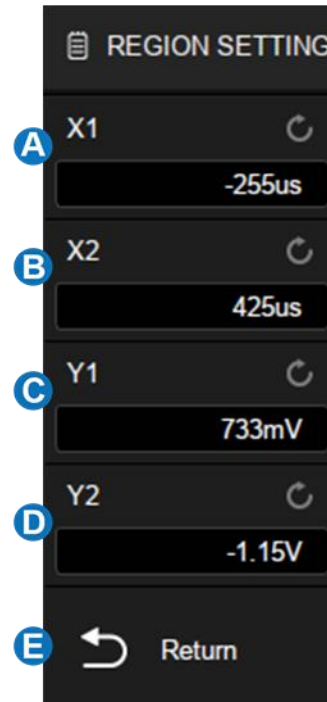 REGION SETTING
A
X1
-255us
B
X2
425us
C
Y1
733mV
D
Y2
-1.15V
E
Return